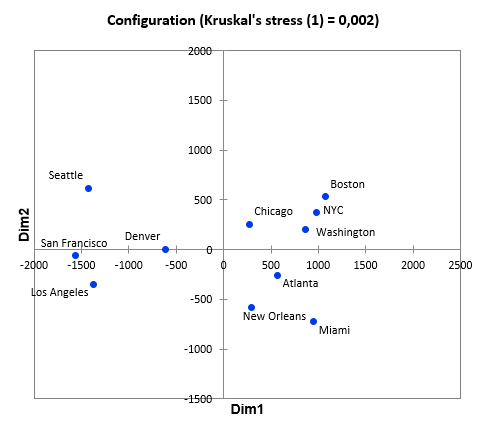 Configuration (Kruskal's stress (1) = 0,002)
2000
1500
1000
Seattle
Boston
500
Chicago
NYC
Dim2
Denver
Washington
San Francisco
0
-2000 -1500 -1000 -500 0 500 1000 1500 2000 2500
Atlanta
Los Angeles
-500
New Orleans
Miami
-1000
-1500
Dim1